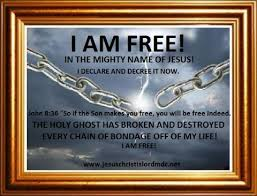 I AM FREE!
IN THE MIGHTY NAME OF JESUS!
I DECLARE AND DECREE IT NOW.
John 8:36 "So if the Son makes you free, you will be free indeed.
THE HOLY GHOST HAS BROKEN AND DESTROYED
EVERY CHAIN OF BONDAGE OFF OF MY LIFE!
I AM FREE!
www.jesuschristislordmdc.net